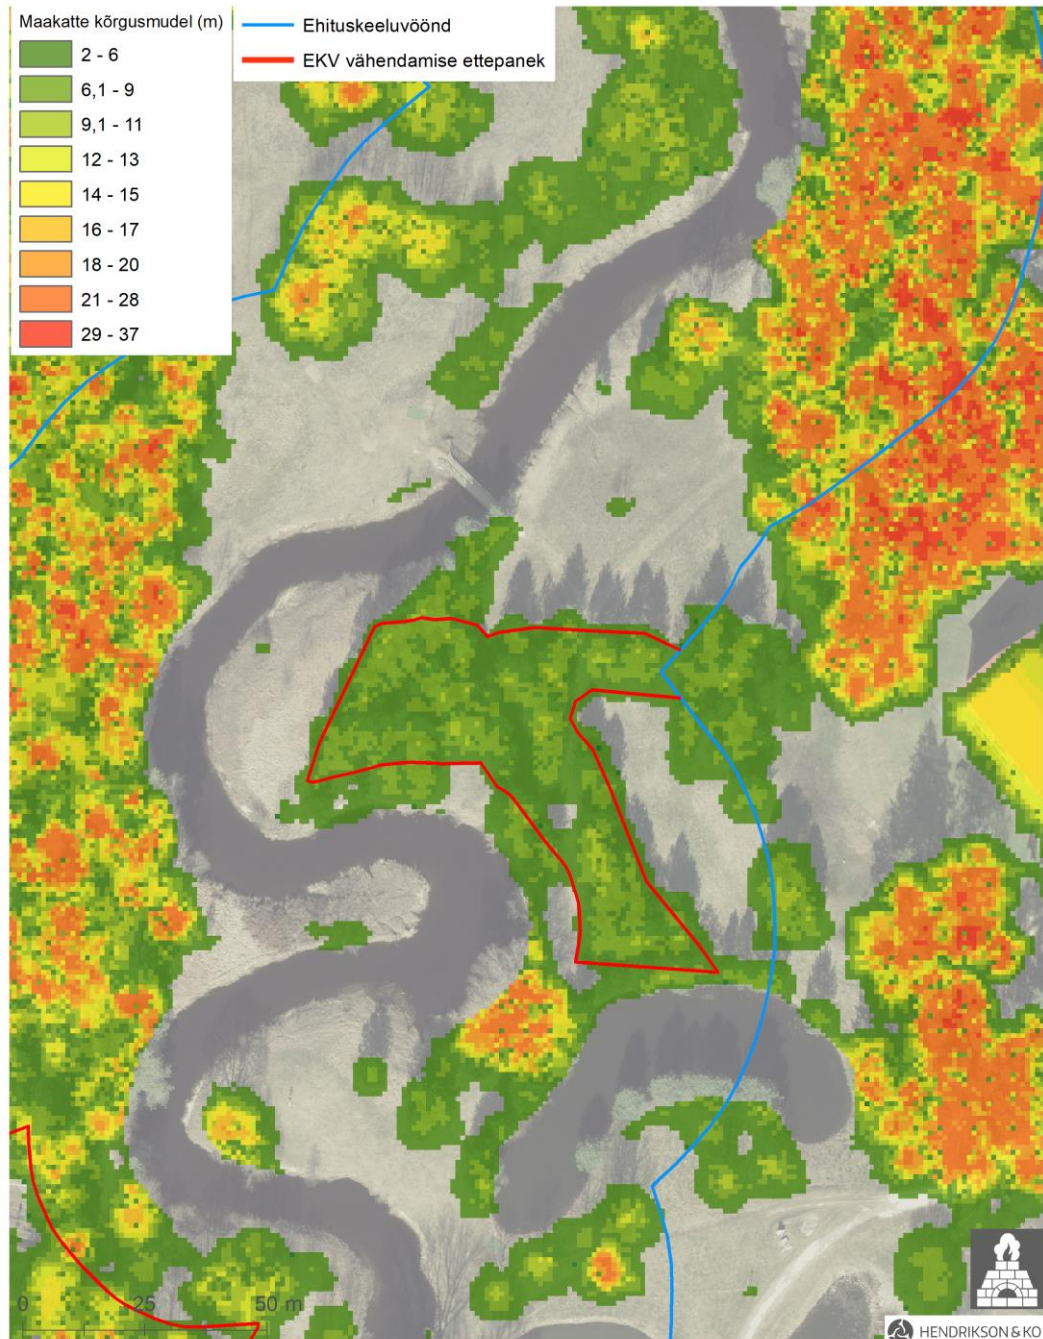 Maakatte kõrgusmudel (m)
2 - 6
6,1 - 9
9,1 - 11
12 - 13
14 - 15
16 - 17
18 - 20
21 - 28
29 - 37
Ehituskeeluvöönd
EKV vähendamise ettepanek
0 25 50 m
HENDRIKSON & KO